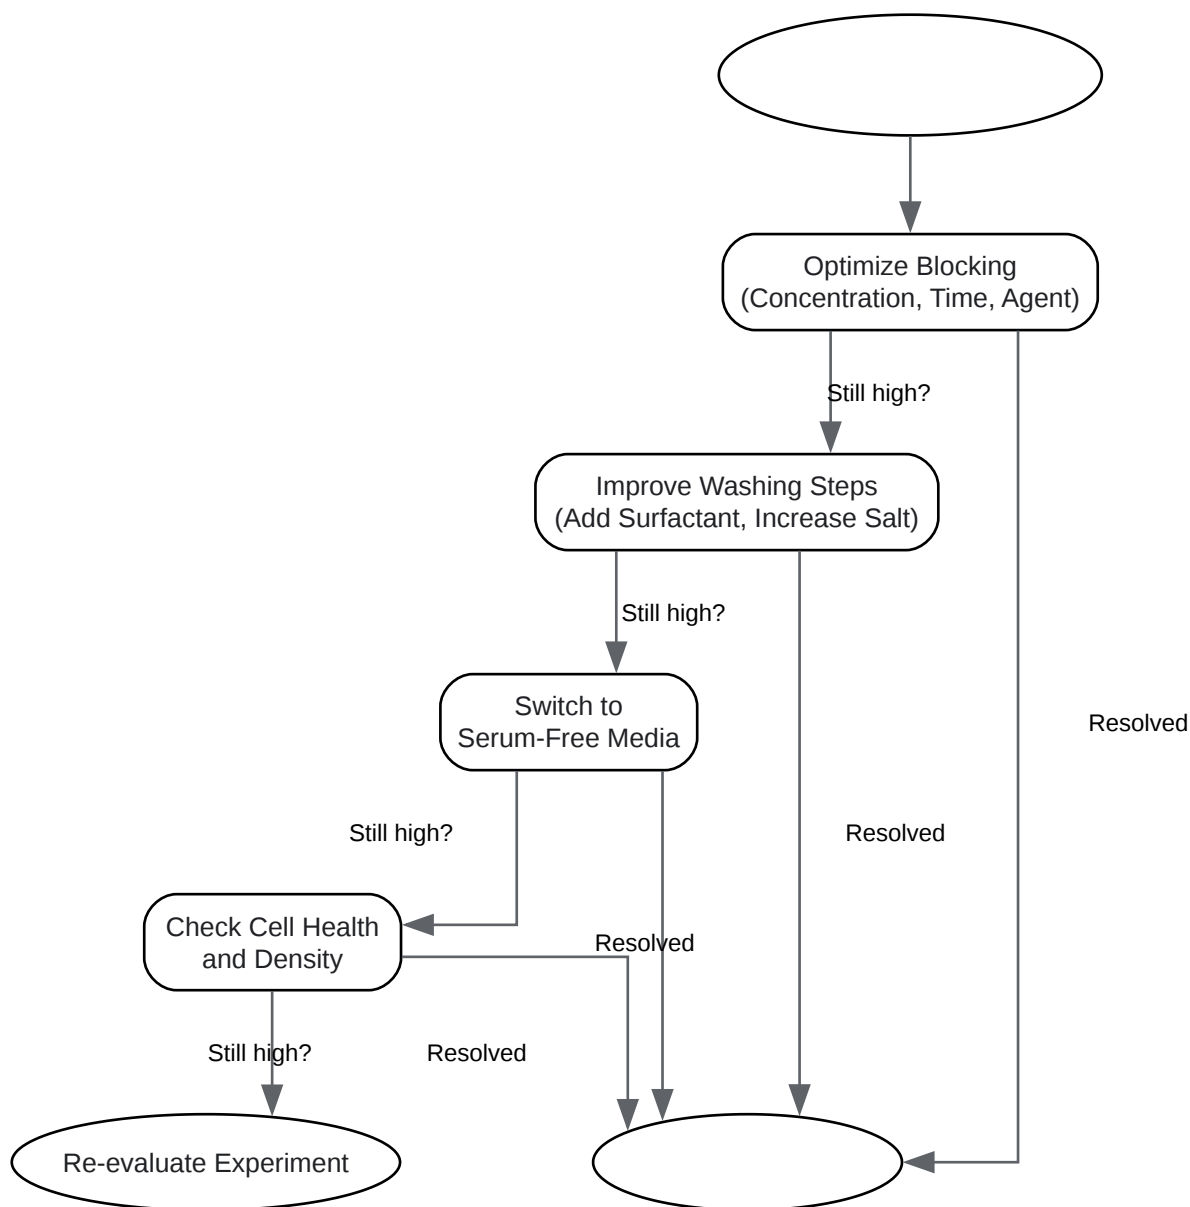 Optimize Blocking
(Concentration, Time, Agent)
Still high?
Improve Washing Steps
(Add Surfactant, Increase Salt)
Still high?
Switch to
Serum-Free Media
Resolved
Still high?
Resolved
Check Cell Health
and Density
Resolved
Still high?
Resolved
Re-evaluate Experiment